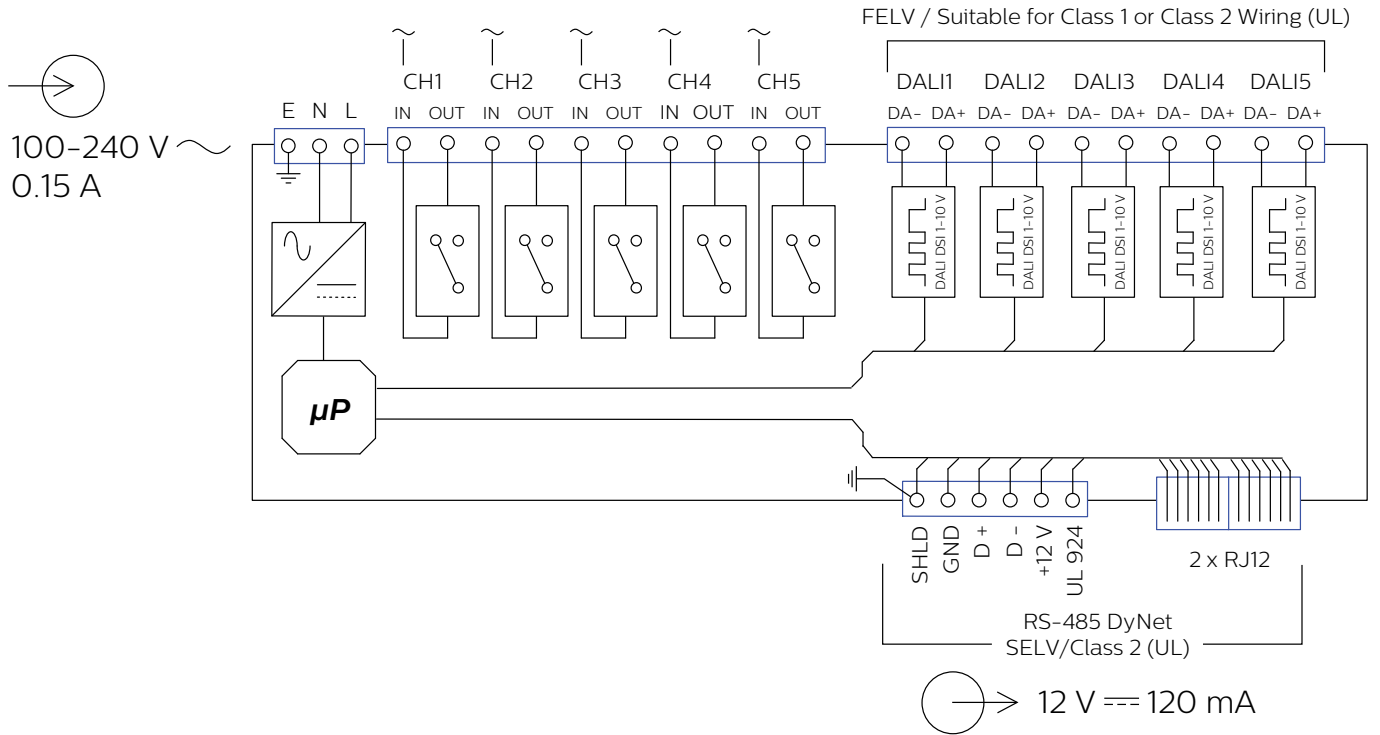 FELV / Suitable for Class 1 or Class 2 Wiring (UL)
CH1 CH2 CH3 CH4 CH5 DALI1 DALI2 DALI3 DALI4 DALI5
E N L IN OUT IN OUT IN OUT IN OUT IN OUT DA- DA+ DA- DA+ DA- DA+ DA- DA+ DA- DA+
100-240 V
0.15 A
DALI DSI 1-10 V
DALI DSI 1-10 V
DALI DSI 1-10 V
DALI DSI 1-10 V
DALI DSI 1-10 V
µP
SHLD
GND
D +
D -
+12 V
UL 924
2 x RJ12
RS-485 DyNet
SELV/Class 2 (UL)
12 V 120 mA